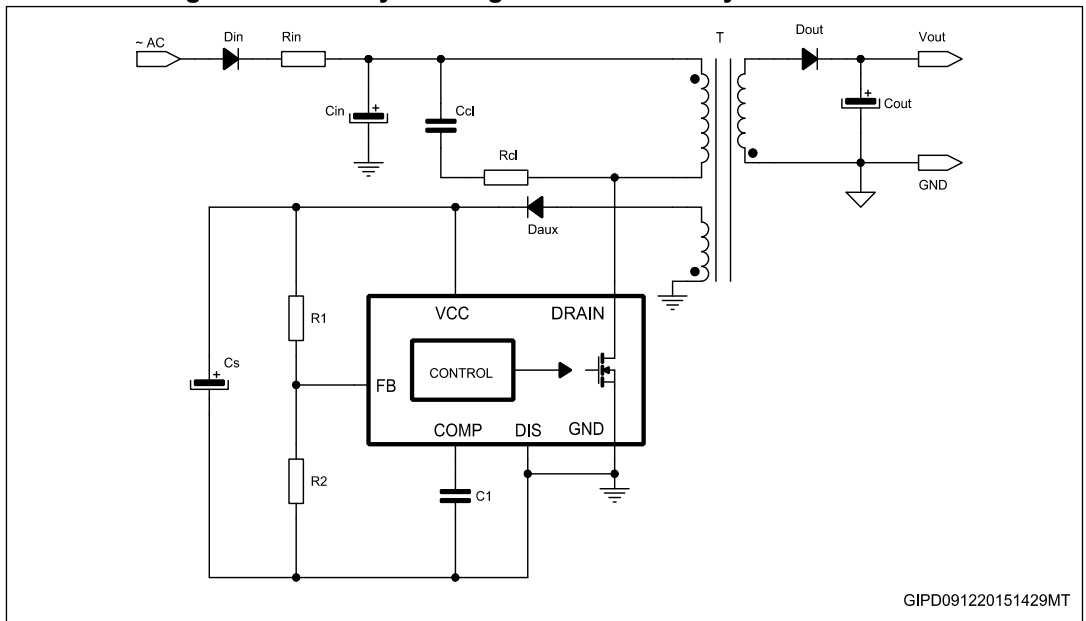 ~ AC
Din
Rin
T
Dout
Vout
Cin
+
Ccl
+
Cout
Rcl
GND
Daux
VCC
DRAIN
R1
Cs
+
CONTROL
FB
COMP
DIS
GND
R2
C1
GIPD091220151429MT